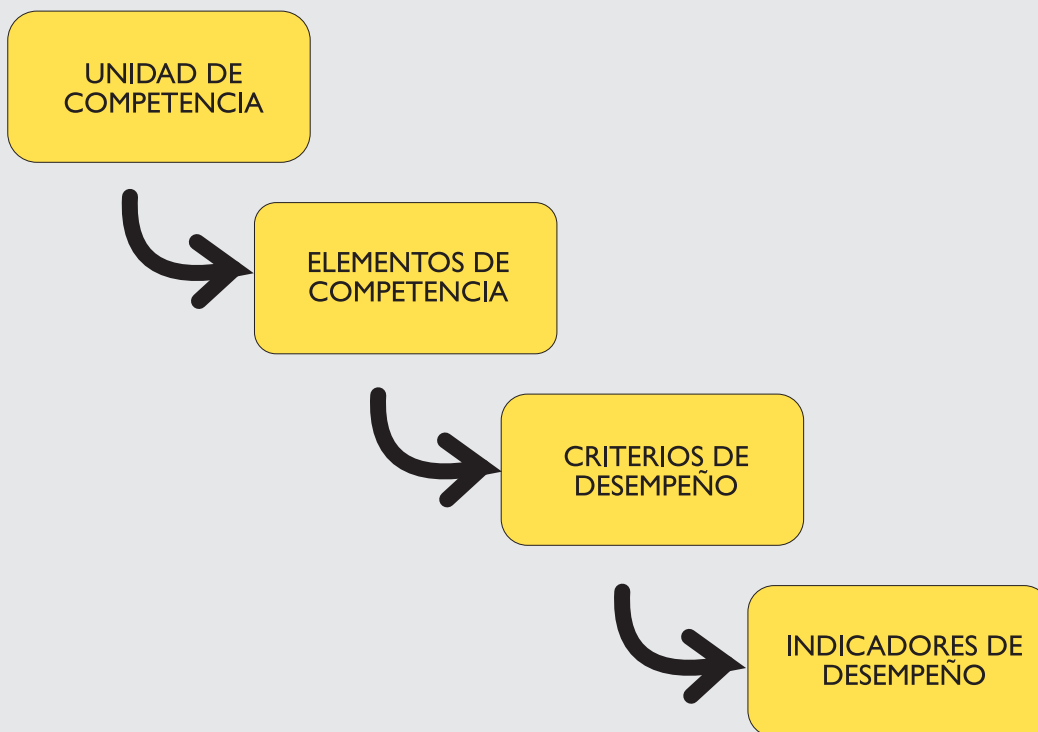 UNIDAD DE
COMPETENCIA
ELEMENTOS DE
COMPETENCIA
CRITERIOS DE
DESEMPEÑO
INDICADORES DE
DESEMPEÑO